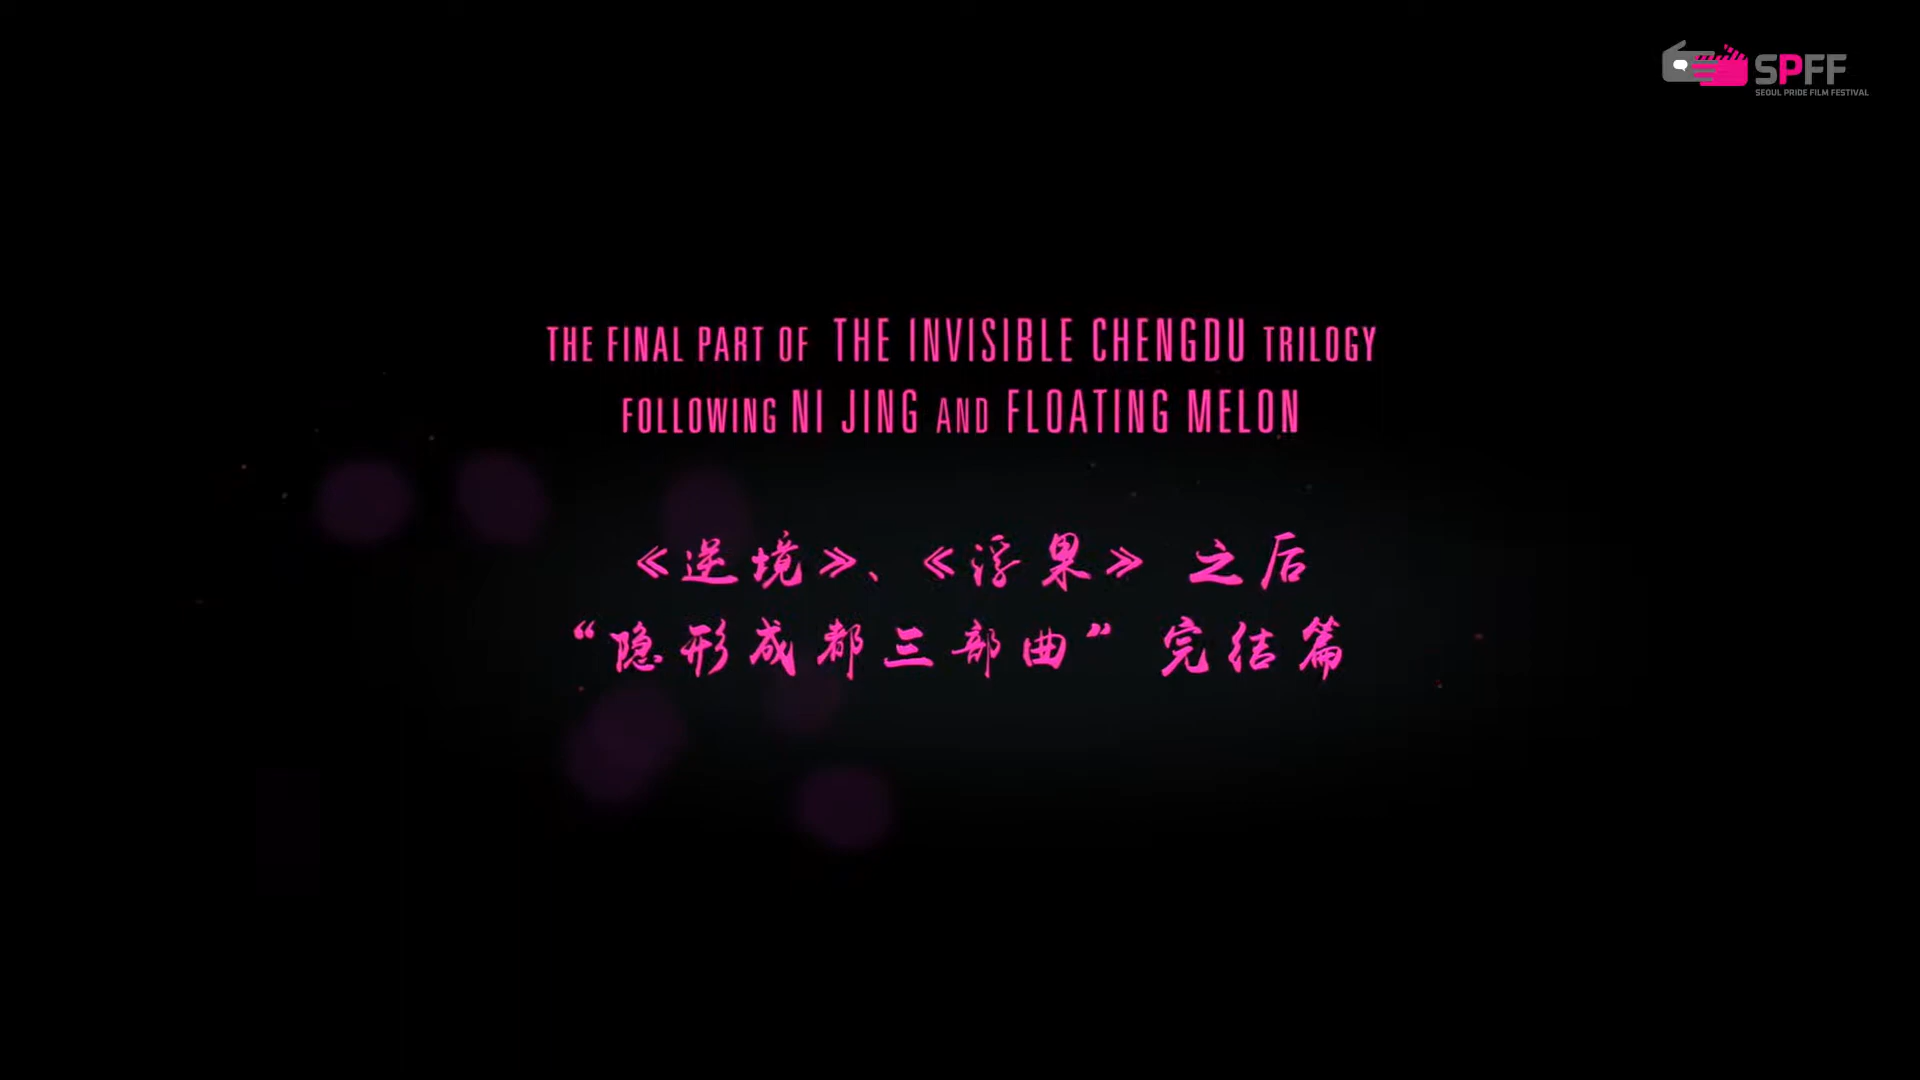 SPFF
SEOUL PRIDE FILM FESTIVAL
THE FINAL PART OF THE INVISIBLE CHENGDU TRILOGY
FOLLOWING NI JING AND FLOATING MELON
《逆境》、《浮果》之后
“隐形成都三部曲”完结篇